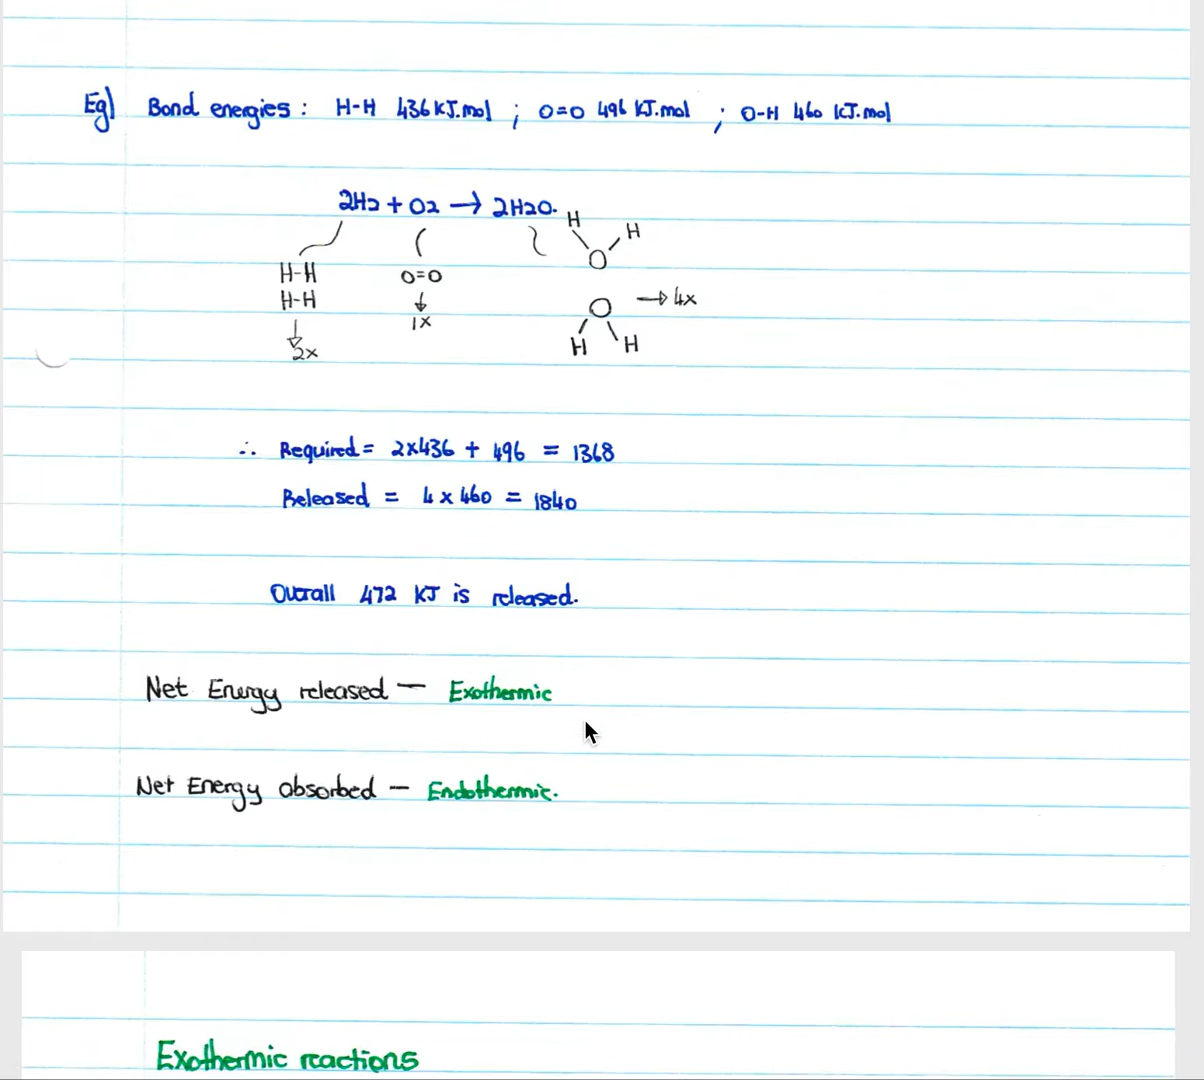 Eg) Bond energies : H-H 436 KJ.mol ; O=O 496 KJ.mol ; O-H 460 KJ.mol
2H2 + O2 → 2H2O.
H H
O
H-H O=O
H-H ↓ O → 4x
↓ 1x H H
2x
∴ Required = 2x436 + 496 = 1368
Released = 4 x 460 = 1840
Overall 472 KJ is released.
Net Energy released — Exothermic
Net Energy absorbed — Endothermic.
Exothermic reactions